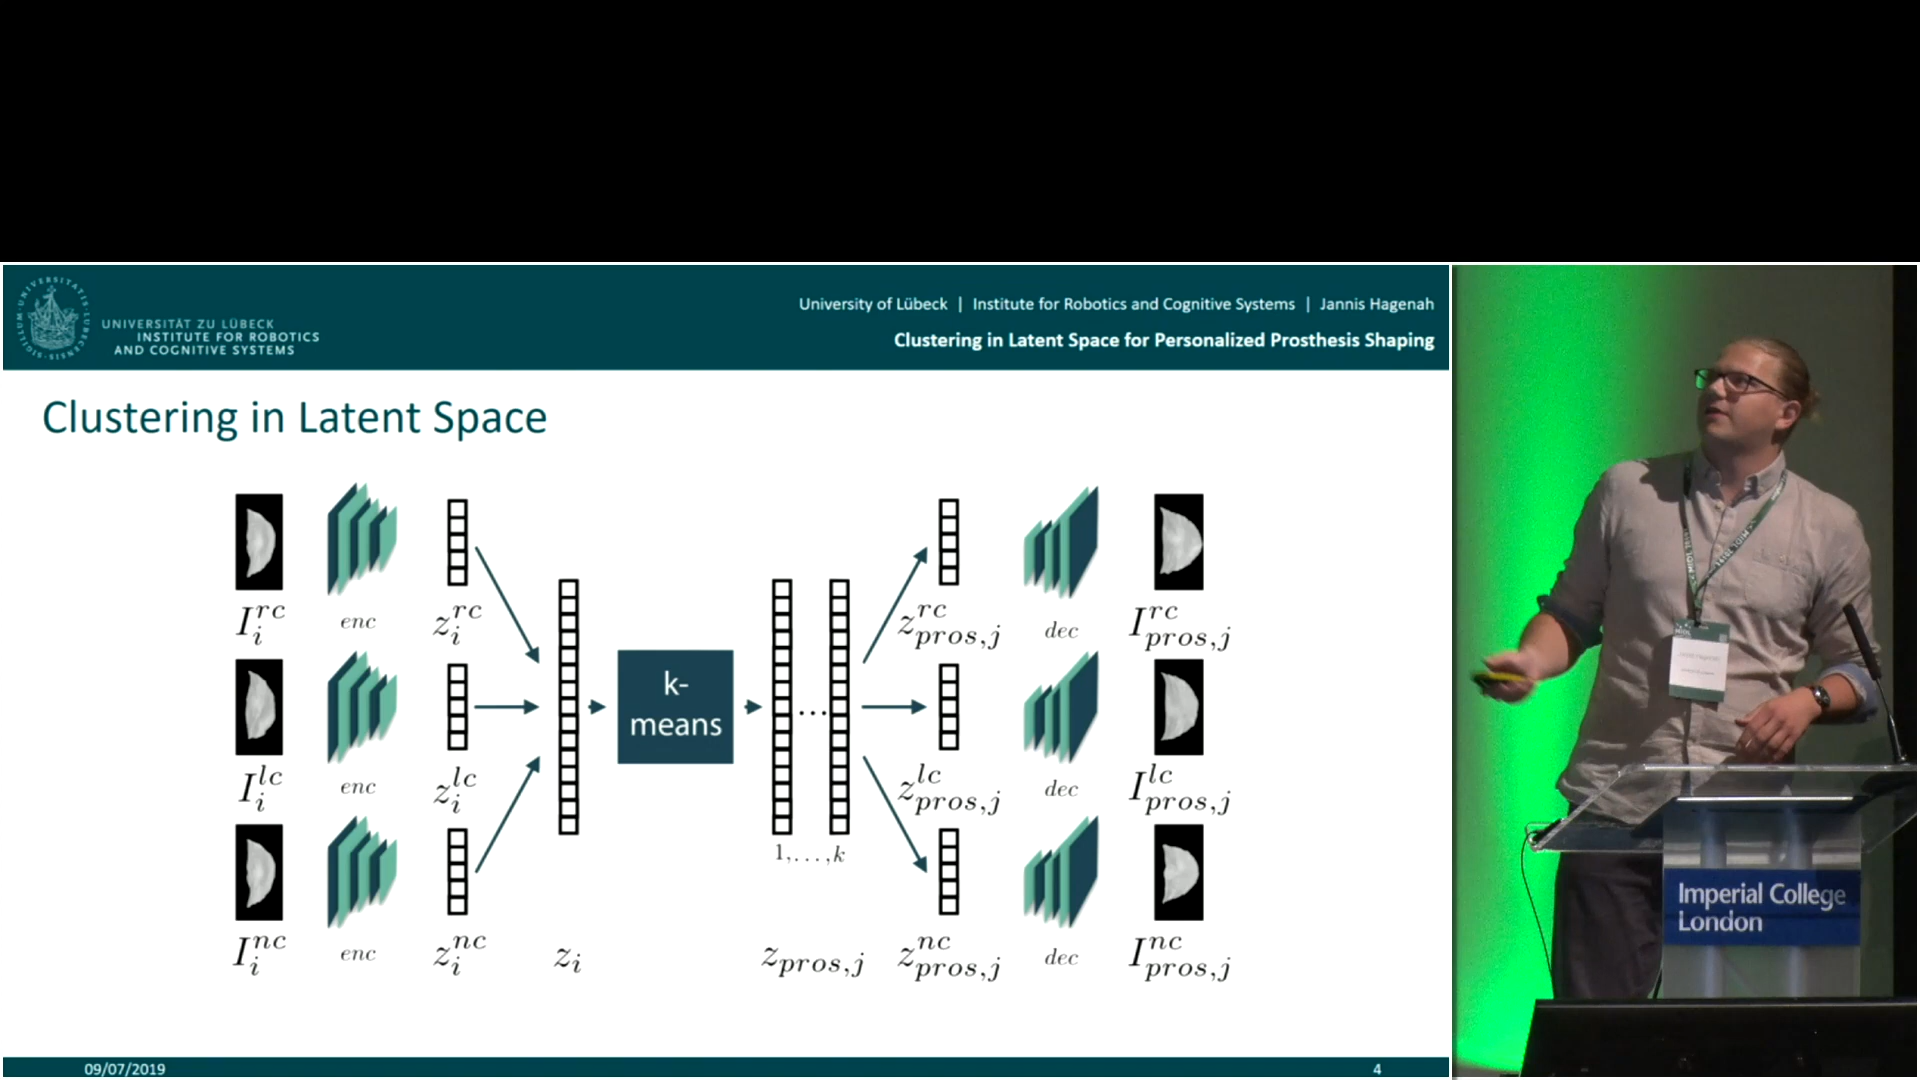 UNIVERSITÄT ZU LÜBECK
INSTITUTE FOR ROBOTICS
AND COGNITIVE SYSTEMS
University of Lübeck | Institute for Robotics and Cognitive Systems | Jannis Hagenah
Clustering in Latent Space for Personalized Prosthesis Shaping
Clustering in Latent Space
I_i^{rc} enc z_i^{rc} z_{pros,j}^{rc} dec I_{pros,j}^{rc}
k-
means
...
I_i^{lc} enc z_i^{lc} z_{pros,j}^{lc} dec I_{pros,j}^{lc}
1,...,k
I_i^{nc} enc z_i^{nc} z_i z_{pros,j} z_{pros,j}^{nc} dec I_{pros,j}^{nc}
09/07/2019 4
MIDL
Imperial College
London